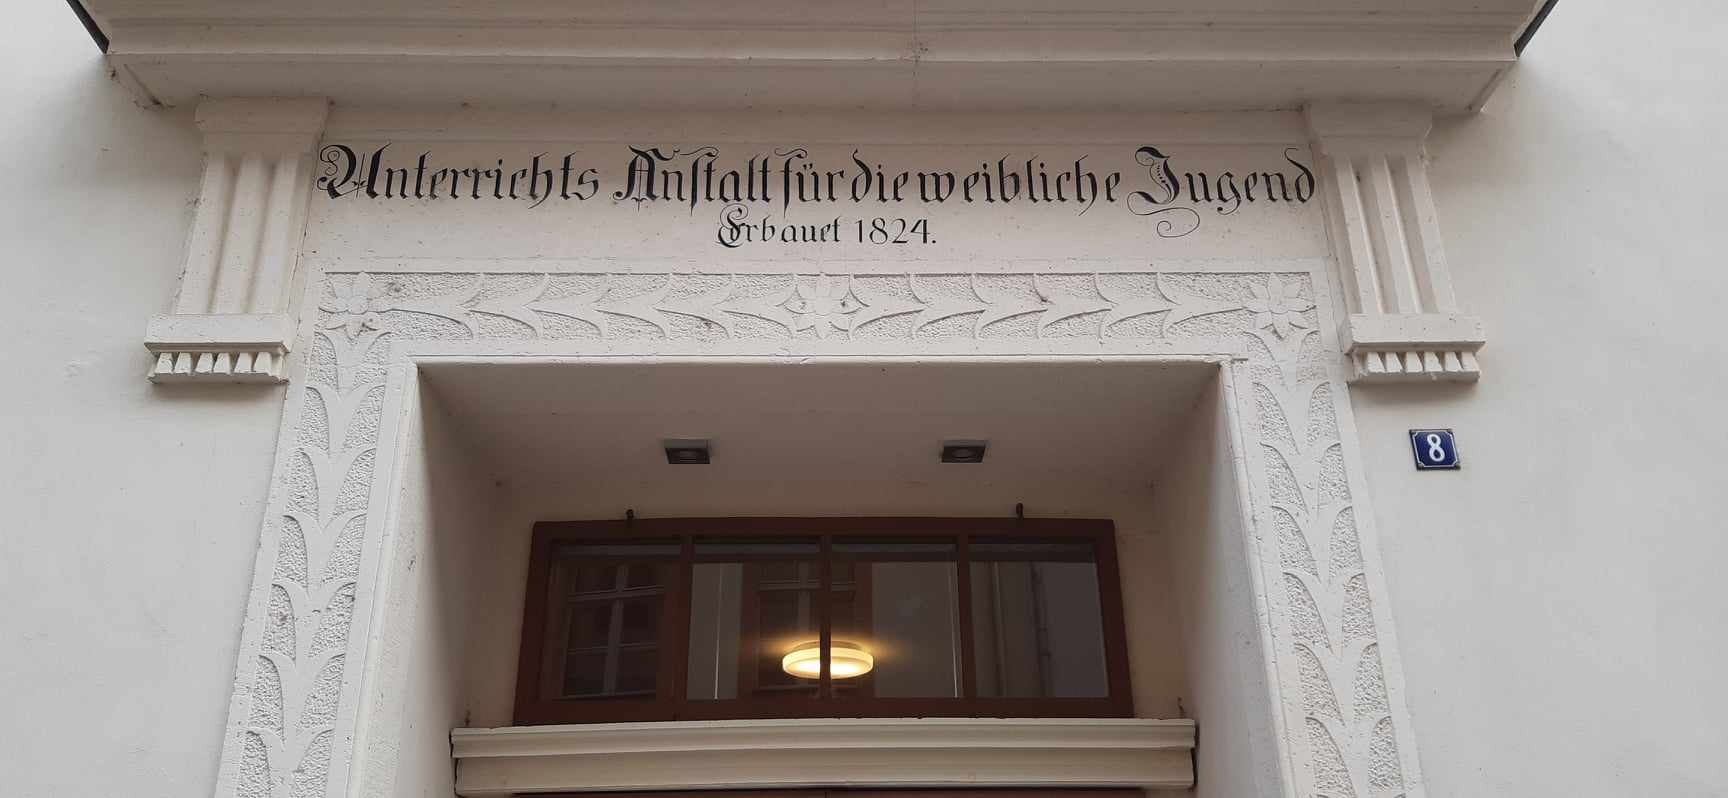 Unterrichts Anſtalt für die weibliche Jugend
Erbauet 1824.
8